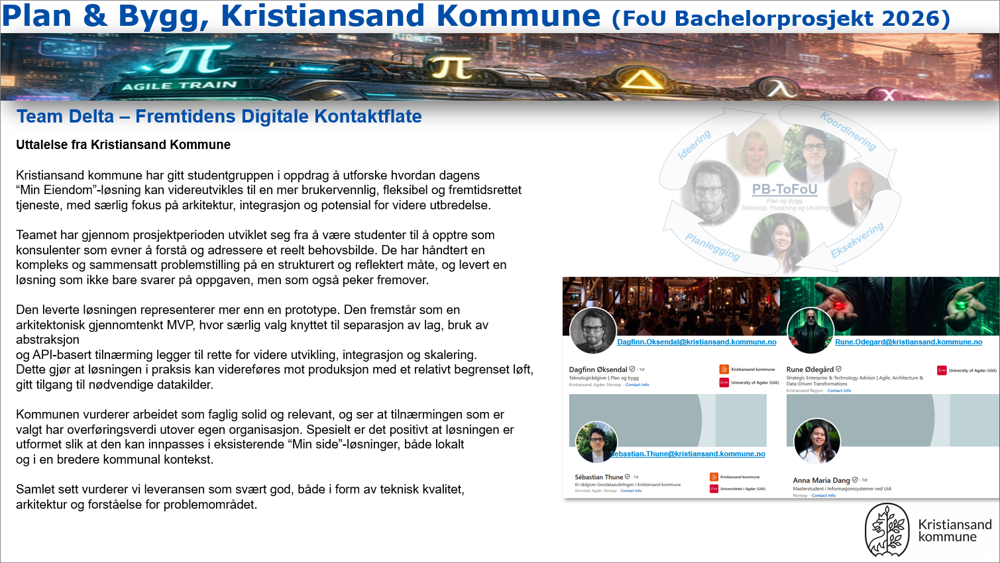 Plan & Bygg, Kristiansand Kommune (FoU Bachelorprosjekt 2026)
π π Δ λ X
AGILE TRAIN
Team Delta – Fremtidens Digitale Kontaktflate
Uttalelse fra Kristiansand Kommune
Kristiansand kommune har gitt studentgruppen i oppdrag å utforske hvordan dagens
“Min Eiendom”-løsning kan videreutvikles til en mer brukervennlig, fleksibel og fremtidsrettet
tjeneste, med særlig fokus på arkitektur, integrasjon og potensial for videre utbredelse.
Teamet har gjennom prosjektperioden utviklet seg fra å være studenter til å opptre som
konsulenter som evner å forstå og adressere et reelt behovsbilde. De har håndtert en
kompleks og sammensatt problemstilling på en strukturert og reflektert måte, og levert en
løsning som ikke bare svarer på oppgaven, men som også peker fremover.
Den leverte løsningen representerer mer enn en prototype. Den fremstår som en
arkitektonisk gjennomtenkt MVP, hvor særlig valg knyttet til separasjon av lag, bruk av
abstraksjon
og API-basert tilnærming legger til rette for videre utvikling, integrasjon og skalering.
Dette gjør at løsningen i praksis kan videreføres mot produksjon med et relativt begrenset løft,
gitt tilgang til nødvendige datakilder.
Kommunen vurderer arbeidet som faglig solid og relevant, og ser at tilnærmingen som er
valgt har overføringsverdi utover egen organisasjon. Spesielt er det positivt at løsningen er
utformet slik at den kan innpasses i eksisterende “Min side”-løsninger, både lokalt
og i en bredere kommunal kontekst.
Samlet sett vurderer vi leveransen som svært god, både i form av teknisk kvalitet,
arkitektur og forståelse for problemområdet.
Ideering
Koordinering
PB-ToFoU
Plan og Bygg,
Teknologi, Forskning og Utvikling
Planlegging
Eksekvering
Dagfinn.Oksendal@kristiansand.kommune.no
Dagfinn Øksendal · 1st
Teknologirådgiver | Plan og bygg
Kristiansand, Agder, Norway · Contact info
Kristiansand kommune
UiA University of Agder (UiA)
Rune.Odegard@kristiansand.kommune.no
Rune Ødegård
Strategic Enterprise & Technology Advisor | Agile, Architecture &
Data-Driven Transformations
Kristiansand Region · Contact info
UiA University of Agder (UiA)
Sebastian.Thune@kristiansand.kommune.no
Sébastian Thune · 1st
KI-rådgiver Geodataavdelingen i Kristiansand kommune
Grimstad, Agder, Norway · Contact info
Kristiansand kommune
UiA Universitetet i Agder (UiA)
Anna Maria Dang · 1st
Masterstudent i Informasjonssystemer ved UiA
Norway · Contact info
Kristiansand
kommune